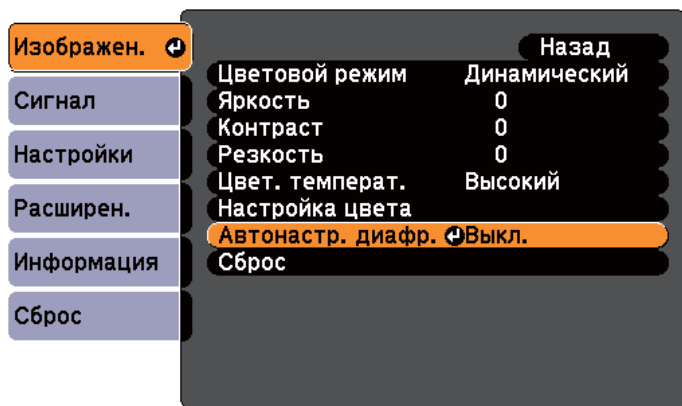 Изображен.
Сигнал
Настройки
Расширен.
Информация
Сброс
Назад
Цветовой режим Динамический
Яркость 0
Контраст 0
Резкость 0
Цвет. температ. Высокий
Настройка цвета
Автонастр. диафр. Выкл.
Сброс